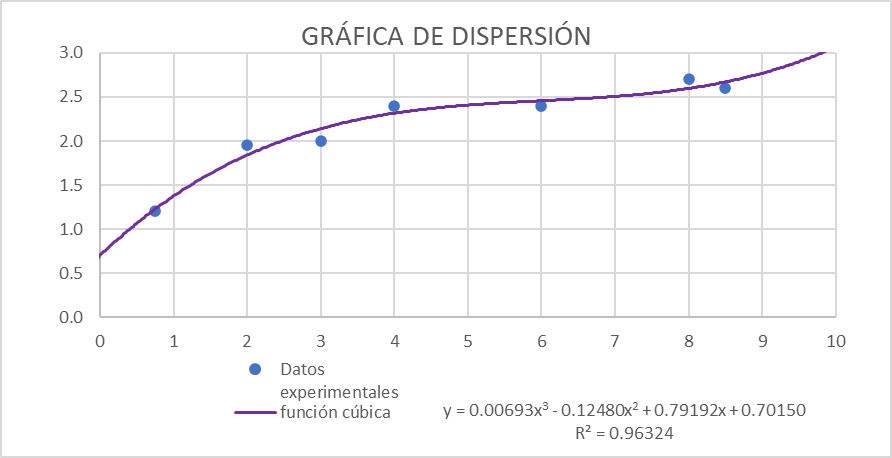 GRÁFICA DE DISPERSIÓN
3.0
2.5
2.0
1.5
1.0
0.5
0.0
0 1 2 3 4 5 6 7 8 9 10
Datos
experimentales
función cúbica
y = 0.00693x³ - 0.12480x² + 0.79192x + 0.70150
R² = 0.96324